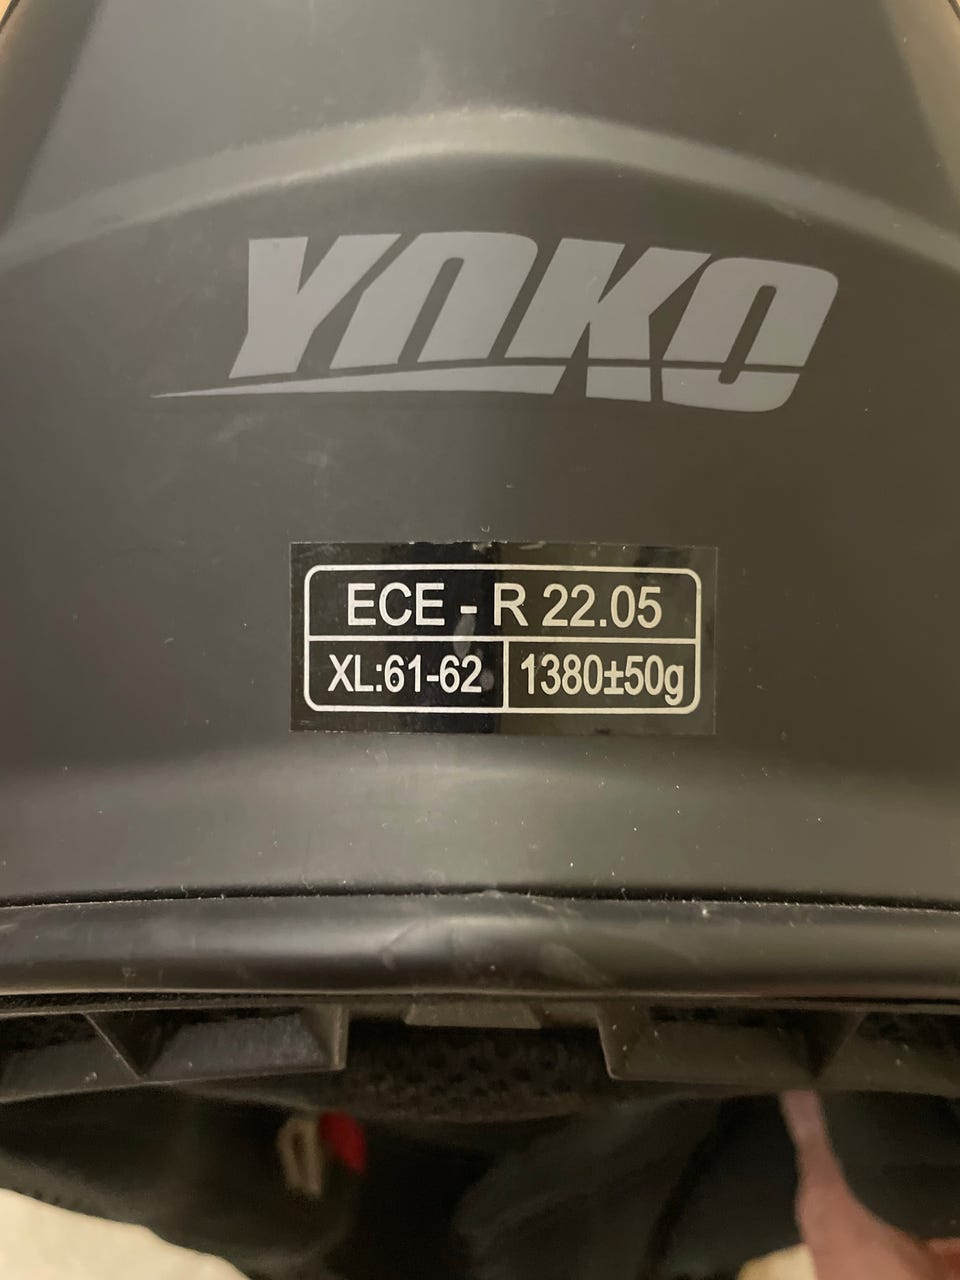 YOKO
ECE - R 22.05
XL:61-62
1380±50g